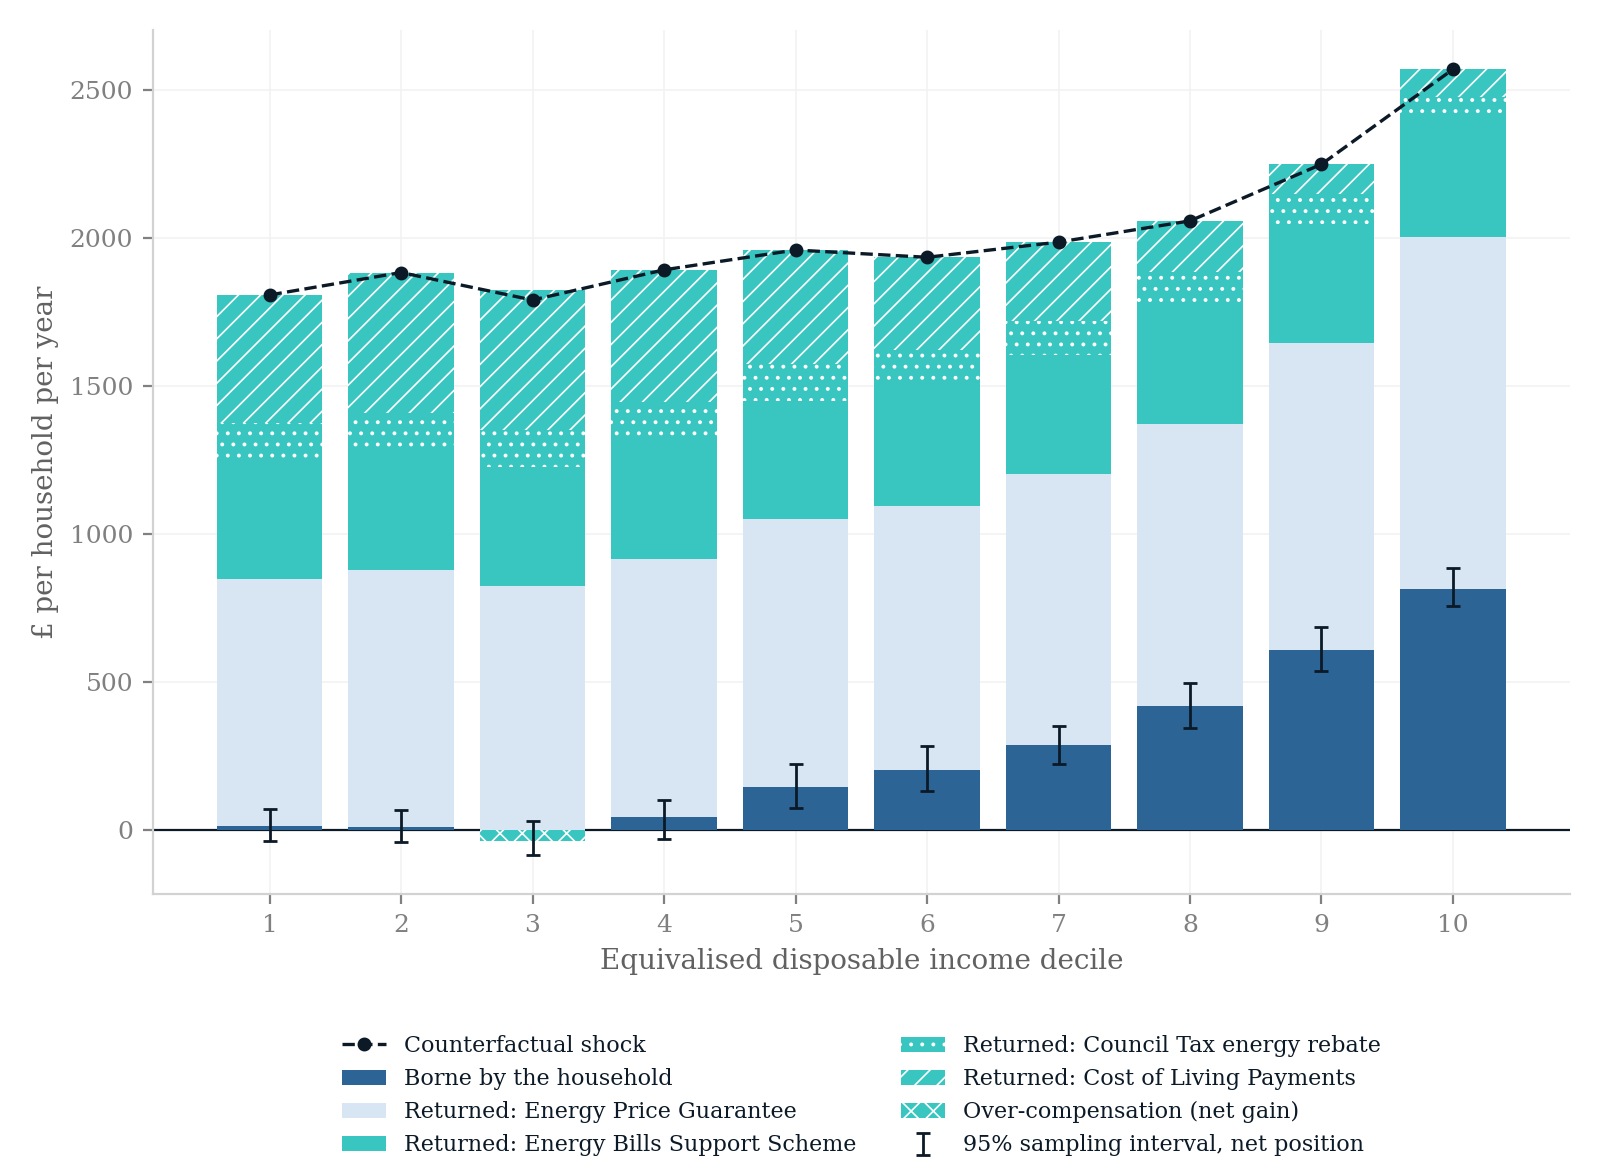 2500
2000
1500
1000
500
0
£ per household per year
1 2 3 4 5 6 7 8 9 10
Equivalised disposable income decile
Counterfactual shock
Borne by the household
Returned: Energy Price Guarantee
Returned: Energy Bills Support Scheme
Returned: Council Tax energy rebate
Returned: Cost of Living Payments
Over-compensation (net gain)
95% sampling interval, net position